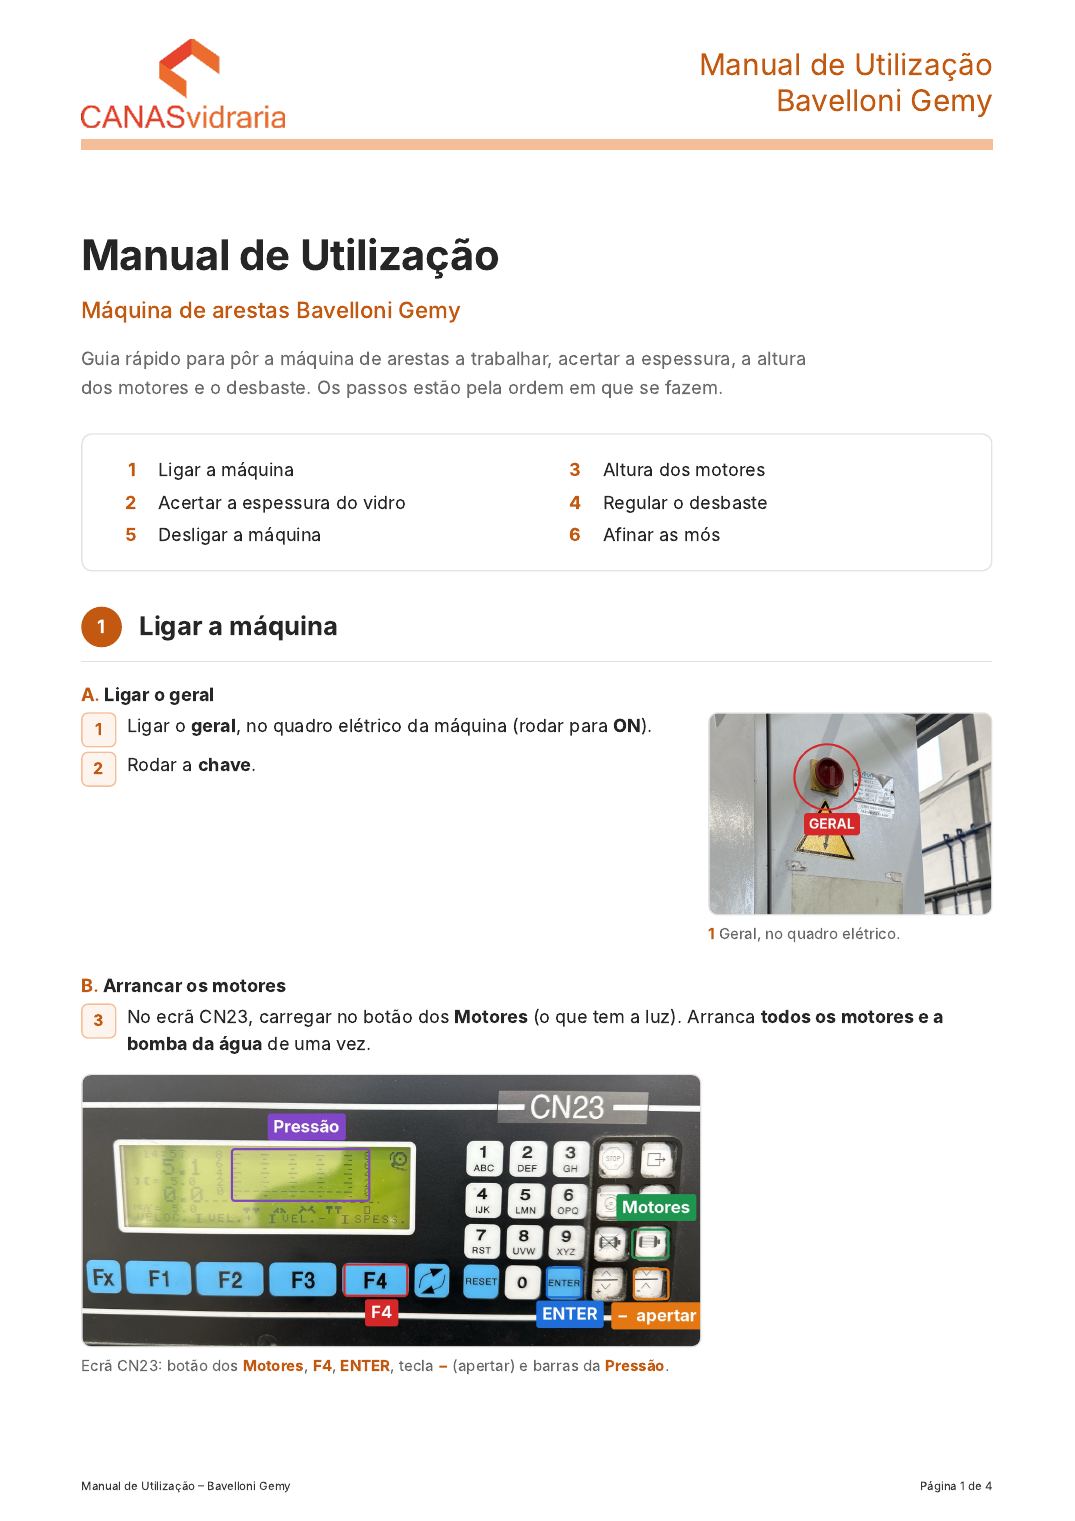 CANASvidraria
Manual de Utilização
Bavelloni Gemy
Manual de Utilização
Máquina de arestas Bavelloni Gemy
Guia rápido para pôr a máquina de arestas a trabalhar, acertar a espessura, a altura
dos motores e o desbaste. Os passos estão pela ordem em que se fazem.
1 Ligar a máquina
3 Altura dos motores
2 Acertar a espessura do vidro
4 Regular o desbaste
5 Desligar a máquina
6 Afinar as mós
1 Ligar a máquina
A. Ligar o geral
1 Ligar o geral, no quadro elétrico da máquina (rodar para ON).
2 Rodar a chave.
GERAL
1 Geral, no quadro elétrico.
B. Arrancar os motores
3 No ecrã CN23, carregar no botão dos Motores (o que tem a luz). Arranca todos os motores e a
bomba da água de uma vez.
CN23
Pressão
1 ABC 2 DEF 3 GH STOP
4 IJK 5 LMN 6 OPQ
Motores
7 RST 8 UVW 9 XYZ
Fx F1 F2 F3 F4 RESET 0 ENTER
F4 ENTER – apertar
Ecrã CN23: botão dos Motores, F4, ENTER, tecla – (apertar) e barras da Pressão.
Manual de Utilização – Bavelloni Gemy
Página 1 de 4